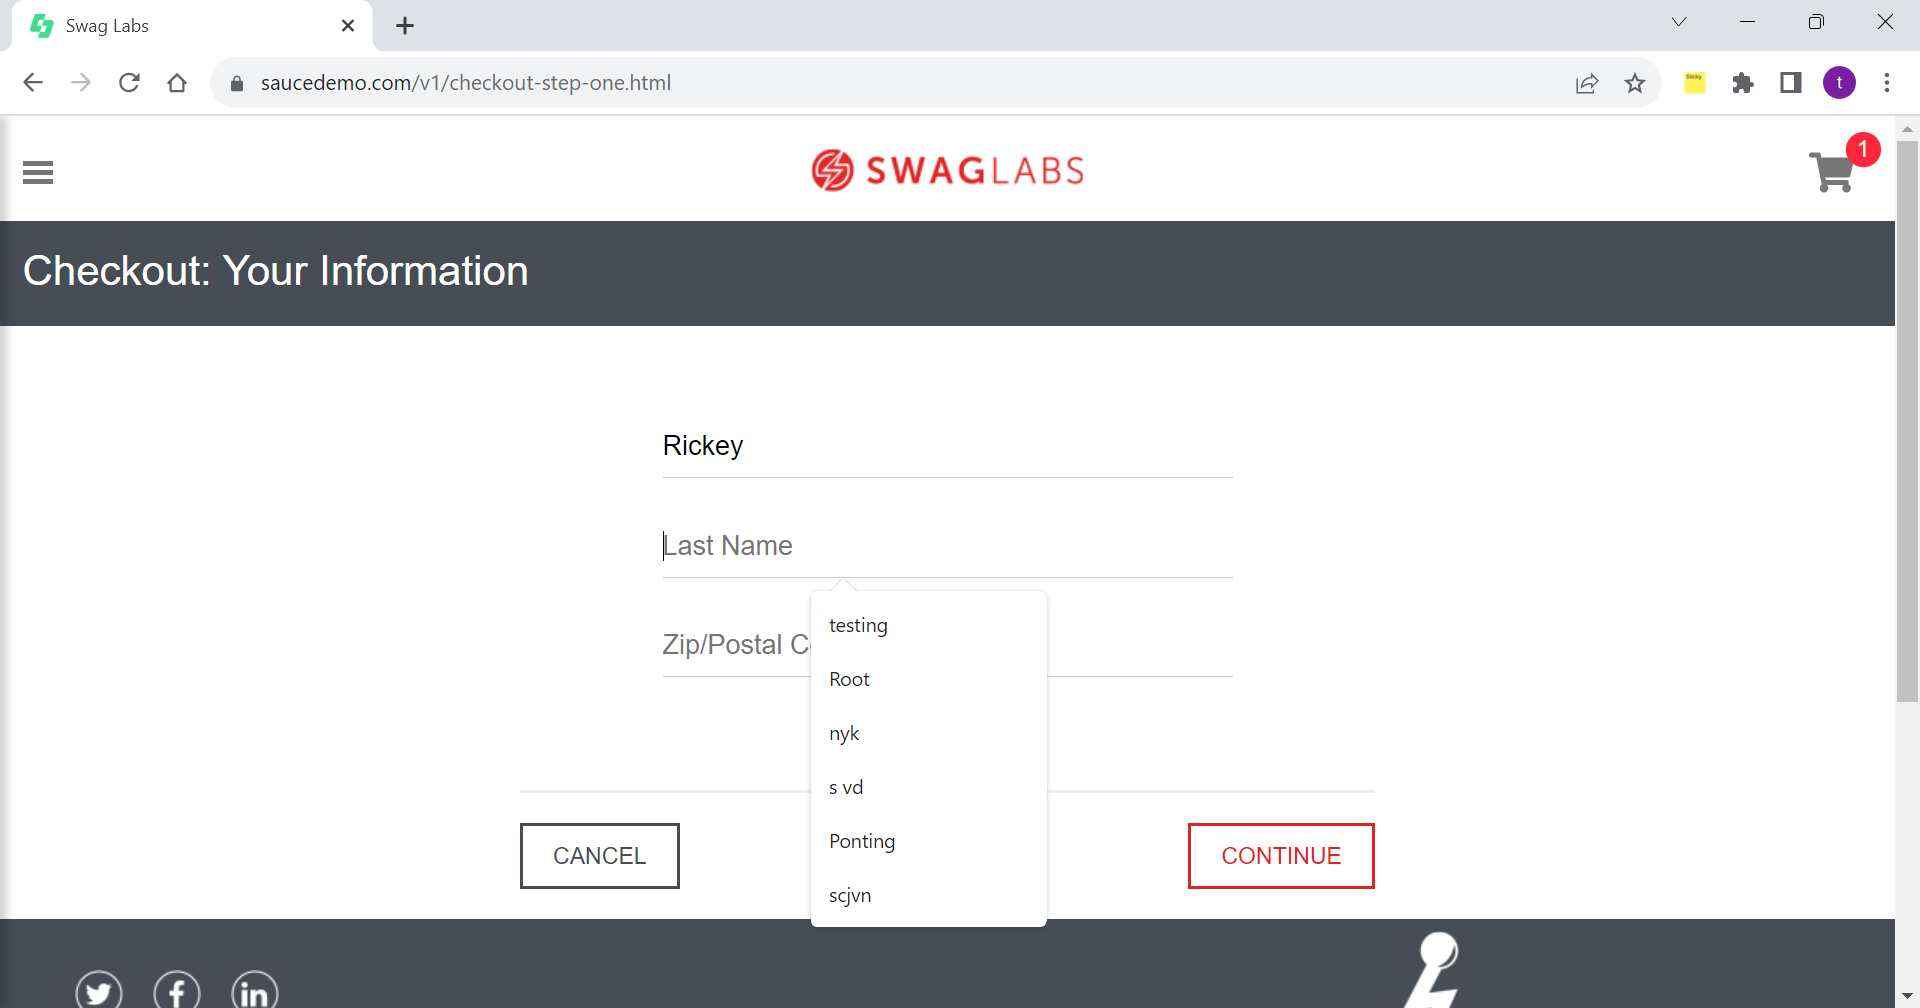 Swag Labs
saucedemo.com/v1/checkout-step-one.html
Sticky
t
SWAGLABS
1
Checkout: Your Information
Rickey
Last Name
Zip/Postal C
testing
Root
nyk
s vd
Ponting
scjvn
CANCEL
CONTINUE